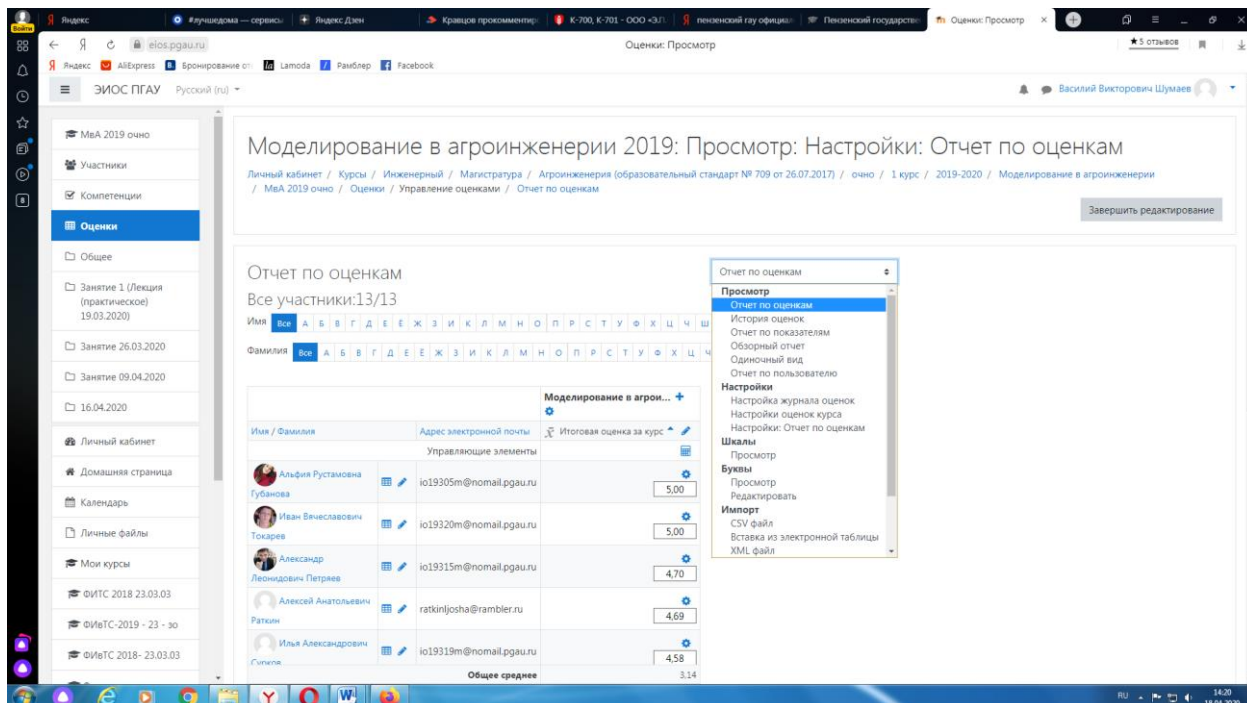 Войти
Яндекс
#лучшедома — сервисы
Яндекс Дзен
Кравцов прокомментиро
К-700, К-701 - ООО «ЭЛ
пензенский гау официал
Пензенский государстве
Оценки: Просмотр
eios.pgau.ru
Оценки: Просмотр
5 отзывов
Яндекс
AliExpress
Бронирование от
Lamoda
Рамблер
Facebook
ЭИОС ПГАУ
Русский (ru)
Василий Викторович Шумаев
МвА 2019 очно
Участники
Компетенции
Оценки
Общее
Занятие 1 (Лекция
(практическое)
19.03.2020)
Занятие 26.03.2020
Занятие 09.04.2020
16.04.2020
Личный кабинет
Домашняя страница
Календарь
Личные файлы
Мои курсы
ФИТС 2018 23.03.03
ФИвТС-2019 - 23 - зо
ФИвТС 2018- 23.03.03
Моделирование в агроинженерии 2019: Просмотр: Настройки: Отчет по оценкам
Личный кабинет / Курсы / Инженерный / Магистратура / Агроинженерия (образовательный стандарт № 709 от 26.07.2017) / очно / 1 курс / 2019-2020 / Моделирование в агроинженерии
/ МвА 2019 очно / Оценки / Управление оценками / Отчет по оценкам
Завершить редактирование
Отчет по оценкам
Все участники:13/13
Имя Все А Б В Г Д Е Ё Ж З И К Л М Н О П Р С Т У Ф Х Ц Ч Ш
Фамилия Все А Б В Г Д Е Ё Ж З И К Л М Н О П Р С Т У Ф Х Ц Ч
Моделирование в агрои...
Имя / Фамилия
Адрес электронной почты
Итоговая оценка за курс
Управляющие элементы
Альфия Рустамовна
Губанова
io19305m@nomail.pgau.ru
5,00
Иван Вячеславович
Токарев
io19320m@nomail.pgau.ru
5,00
Александр
Леонидович Петряев
io19315m@nomail.pgau.ru
4,70
Алексей Анатольевич
Раткин
ratkinljosha@rambler.ru
4,69
Илья Александрович
Сурков
io19319m@nomail.pgau.ru
4,58
Общее среднее
3,14
Отчет по оценкам
Просмотр
Отчет по оценкам
История оценок
Отчет по показателям
Обзорный отчет
Одиночный вид
Отчет по пользователю
Настройки
Настройка журнала оценок
Настройки оценок курса
Настройки: Отчет по оценкам
Шкалы
Просмотр
Буквы
Просмотр
Редактировать
Импорт
CSV файл
Вставка из электронной таблицы
XML файл
RU
14:20
18.04.2020